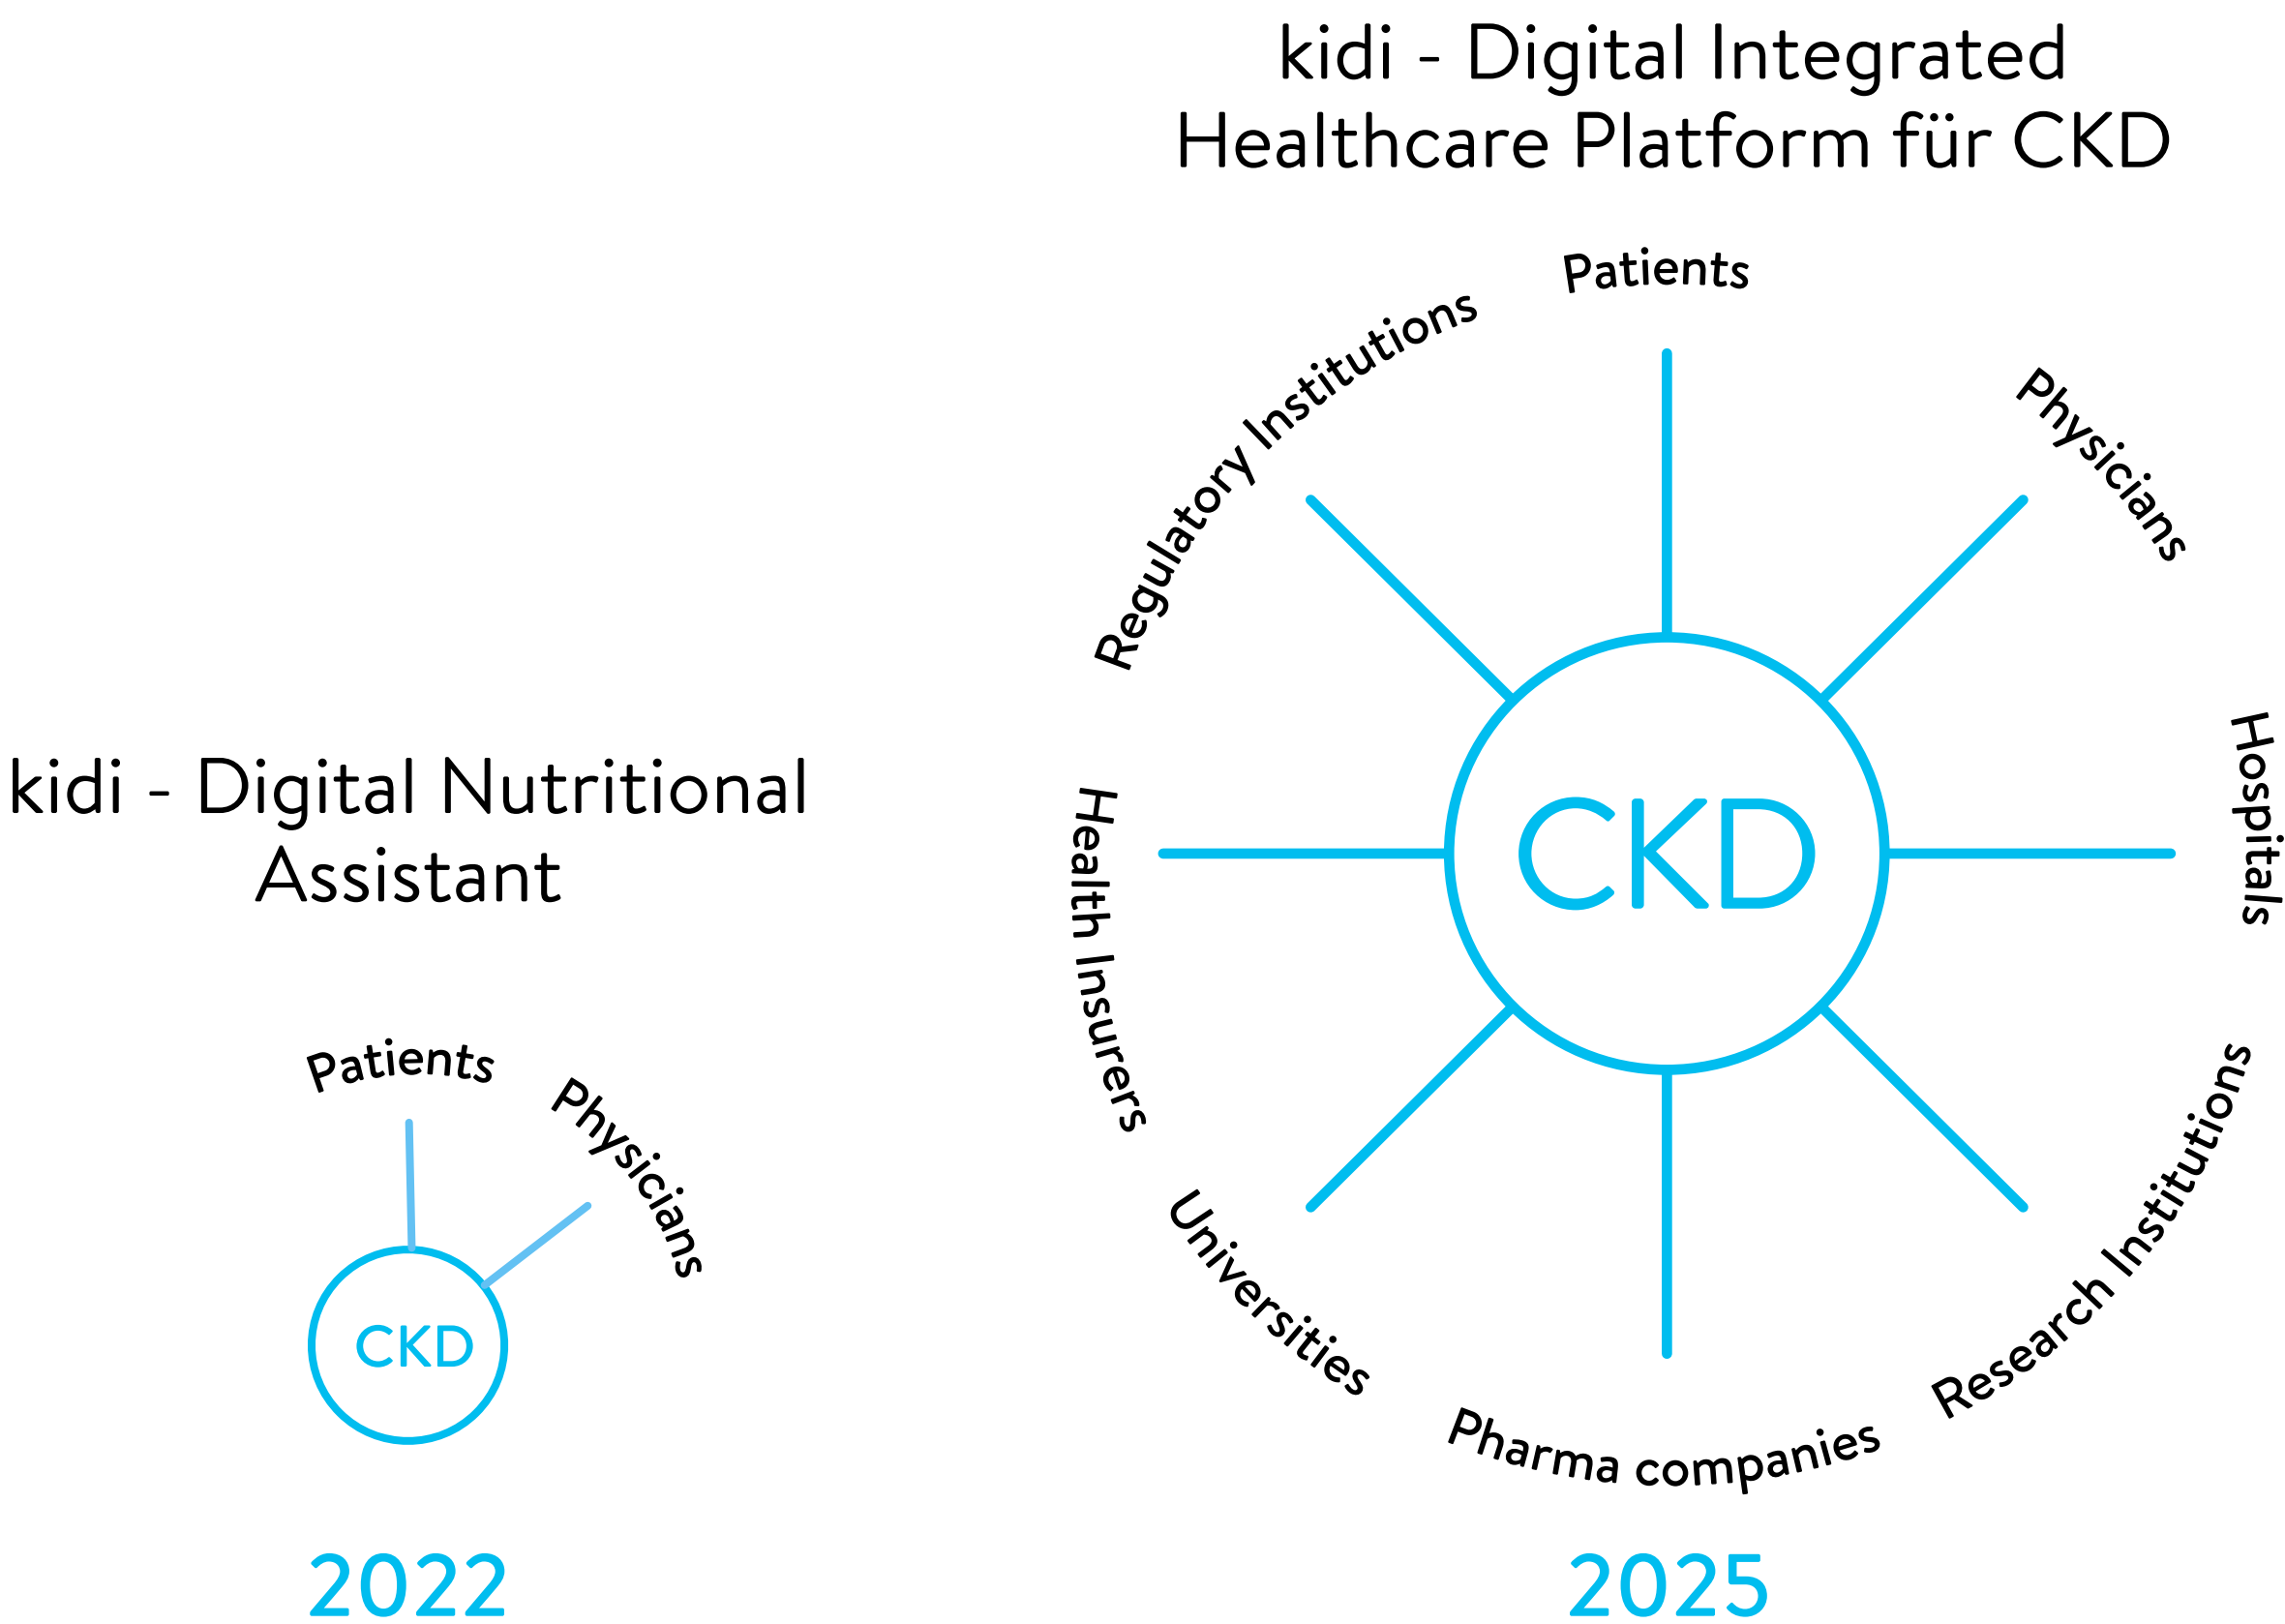 kidi - Digital Nutritional
Assistant
Patients
Physicians
CKD
2022
kidi - Digital Integrated
Healthcare Platform für CKD
Patients
Physicians
Hospitals
Research Institutions
Pharma companies
Universities
Health Insurers
Regulatory Institutions
CKD
2025